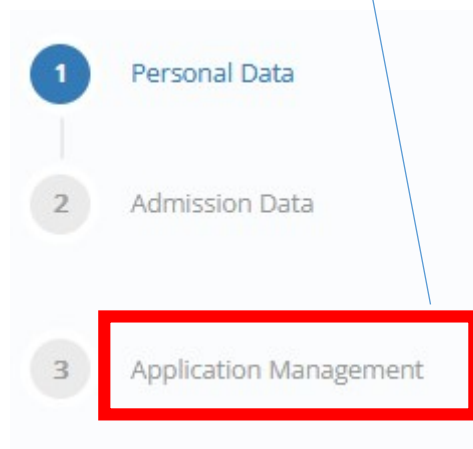 1 Personal Data
2 Admission Data
3 Application Management